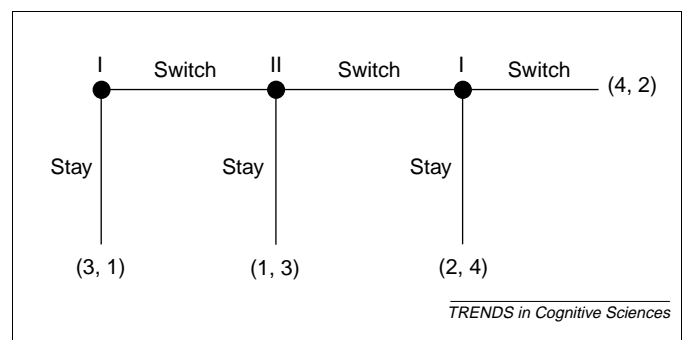 I II I
Switch Switch Switch
(4, 2)
Stay Stay Stay
(3, 1) (1, 3) (2, 4)
TRENDS in Cognitive Sciences